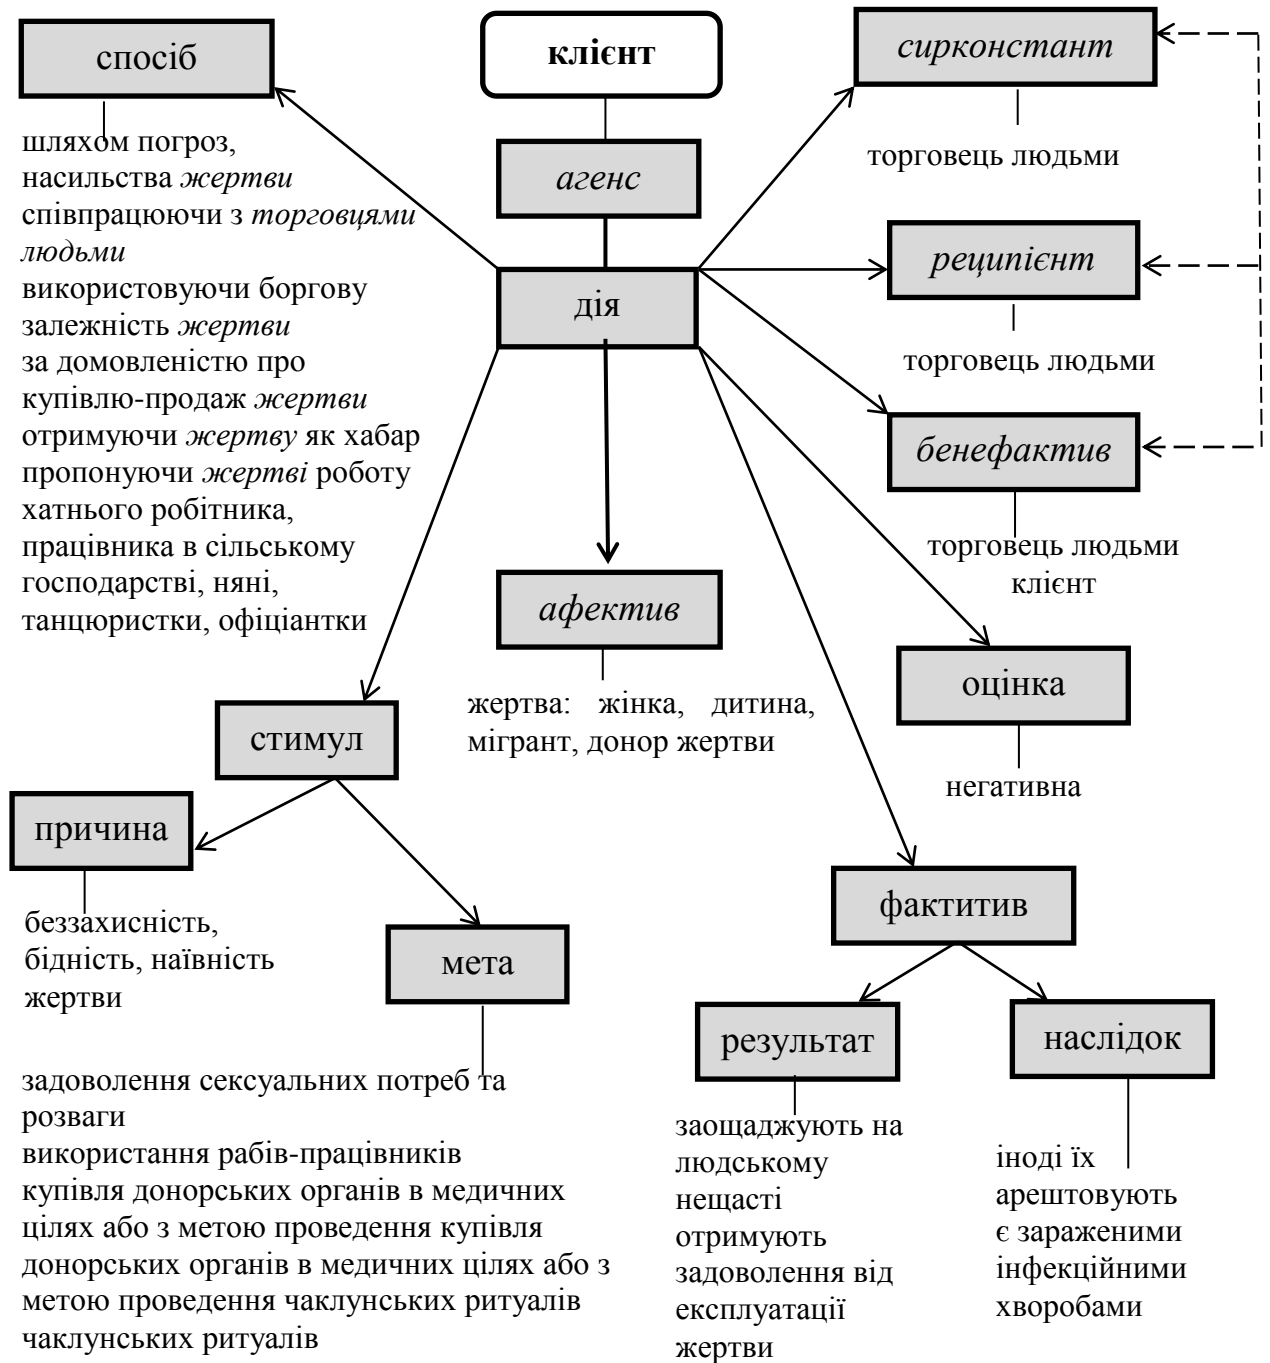 спосіб
клієнт
сирконстант
шляхом погроз,
насильства жертви
співпрацюючи з торговцями
людьми
використовуючи боргову
залежність жертви
за домовленістю про
купівлю-продаж жертви
отримуючи жертву як хабар
пропонуючи жертві роботу
хатнього робітника,
працівника в сільському
господарстві, няні,
танцюристки, офіціантки
агенс
дія
торговець людьми
реципієнт
торговець людьми
бенефактив
торговець людьми
клієнт
афектив
жертва: жінка, дитина,
мігрант, донор жертви
оцінка
негативна
стимул
причина
беззахисність,
бідність, наївність
жертви
мета
задоволення сексуальних потреб та
розваги
використання рабів-працівників
купівля донорських органів в медичних
цілях або з метою проведення купівля
донорських органів в медичних цілях або з
метою проведення чаклунських ритуалів
чаклунських ритуалів
фактитив
результат
заощаджують на
людському
нещасті
отримують
задоволення від
експлуатації
жертви
наслідок
іноді їх
арештовують
є зараженими
інфекційними
хворобами